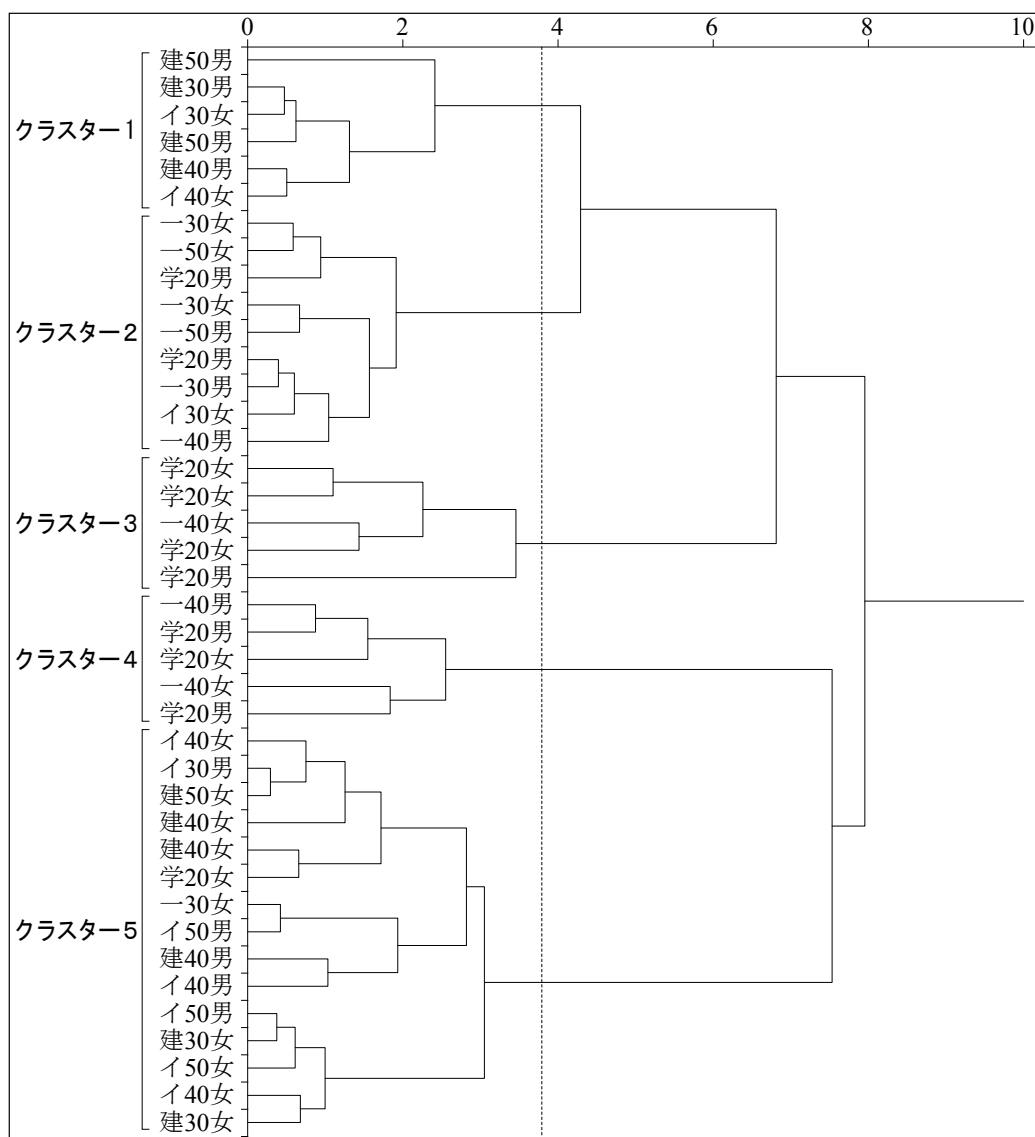 0 2 4 6 8 10
クラスター1
建50男
建30男
イ30女
建50男
建40男
イ40女
クラスター2
一30女
一50女
学20男
一30女
一50男
学20男
一30男
イ30女
一40男
クラスター3
学20女
学20女
一40女
学20女
学20男
クラスター4
一40男
学20男
学20女
一40女
学20男
クラスター5
イ40女
イ30男
建50女
建40女
建40女
学20女
一30女
イ50男
建40男
イ40男
イ50男
建30女
イ50女
イ40女
建30女